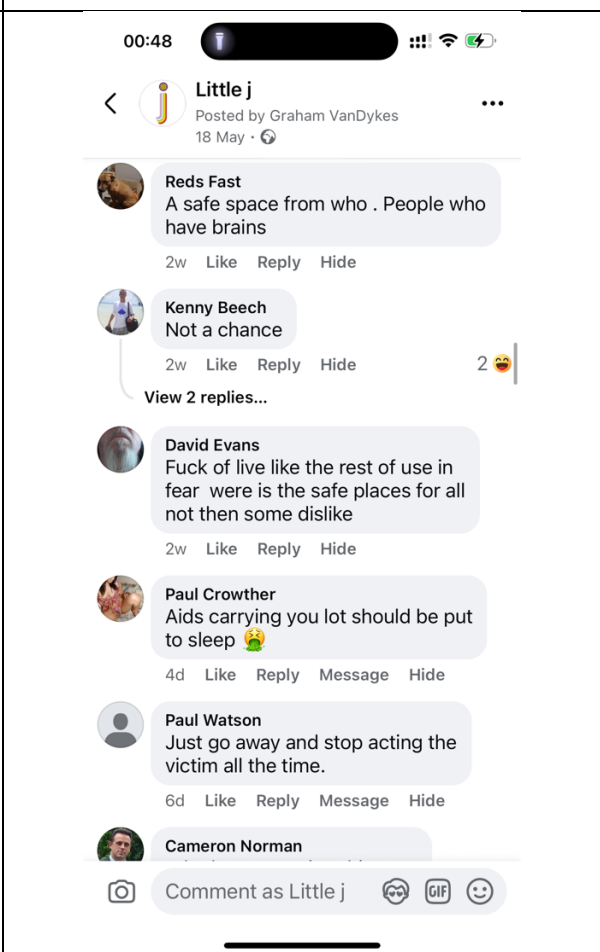 00:48
Little j
Posted by Graham VanDykes
18 May ·
Reds Fast
A safe space from who . People who
have brains
2w Like Reply Hide
Kenny Beech
Not a chance
2w Like Reply Hide 2 😆
View 2 replies...
David Evans
Fuck of live like the rest of use in
fear were is the safe places for all
not then some dislike
2w Like Reply Hide
Paul Crowther
Aids carrying you lot should be put
to sleep 🤮
4d Like Reply Message Hide
Paul Watson
Just go away and stop acting the
victim all the time.
6d Like Reply Message Hide
Cameron Norman
Comment as Little j GIF